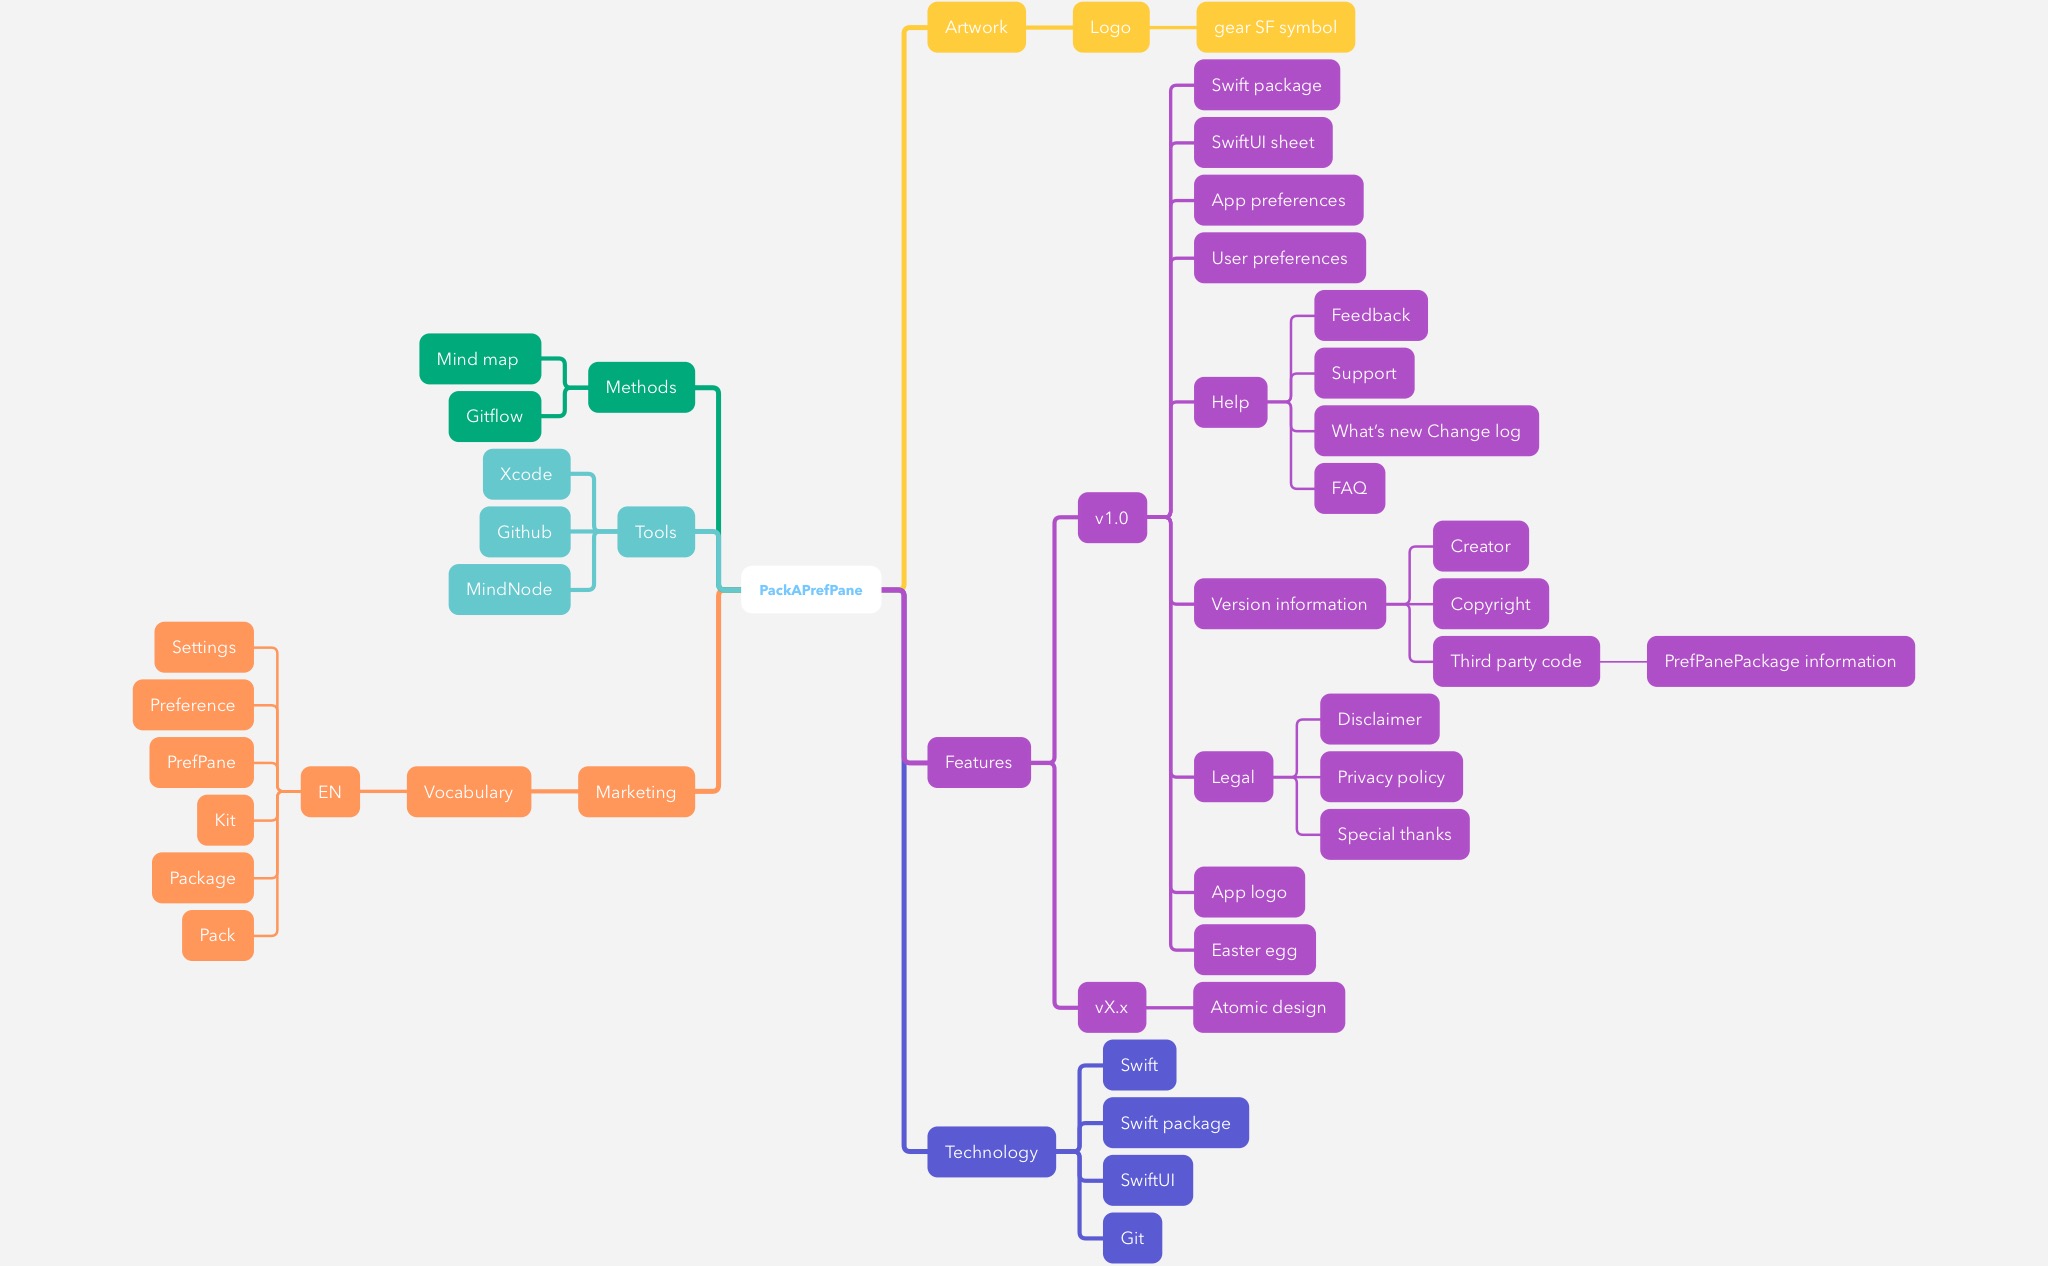 Artwork
Logo
gear SF symbol
Swift package
SwiftUI sheet
App preferences
User preferences
Feedback
Support
Help
What's new Change log
FAQ
v1.0
Creator
Version information
Copyright
Third party code
PrefPanePackage information
Disclaimer
Features
Legal
Privacy policy
Special thanks
App logo
Easter egg
vX.x
Atomic design
Swift
Swift package
Technology
SwiftUI
Git
PackAPrefPane
Mind map
Methods
Gitflow
Xcode
Github
Tools
MindNode
Settings
Preference
PrefPane
Kit
EN
Vocabulary
Marketing
Package
Pack